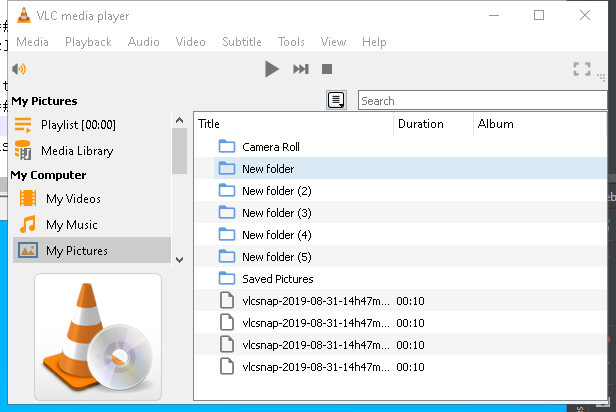 VLC media player
Media Playback Audio Video Subtitle Tools View Help
My Pictures
Playlist [00:00]
Media Library
My Computer
My Videos
My Music
My Pictures
Search
Title Duration Album
Camera Roll
New folder
New folder (2)
New folder (3)
New folder (4)
New folder (5)
Saved Pictures
vlcsnap-2019-08-31-14h47m... 00:10
vlcsnap-2019-08-31-14h47m... 00:10
vlcsnap-2019-08-31-14h47m... 00:10
vlcsnap-2019-08-31-14h47m... 00:10